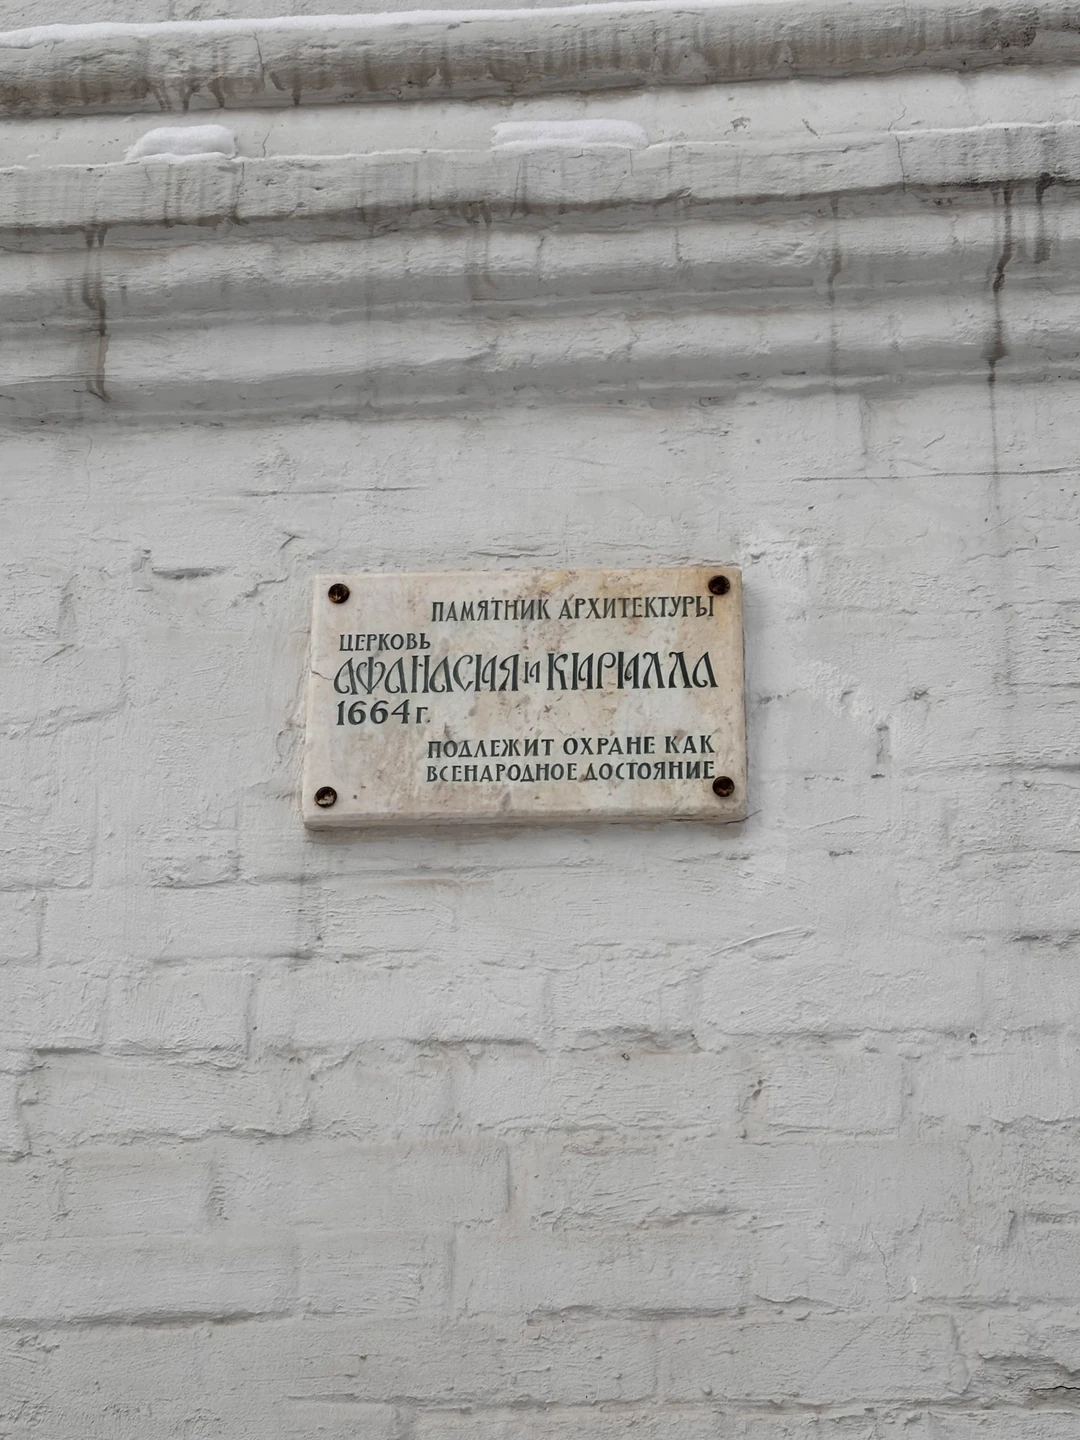 ПАМЯТНИК АРХИТЕКТУРЫ
ЦЕРКОВЬ
АФАНАСИЯ И КИРИЛЛА
1664 г.
ПОДЛЕЖИТ ОХРАНЕ КАК
ВСЕНАРОДНОЕ ДОСТОЯНИЕ